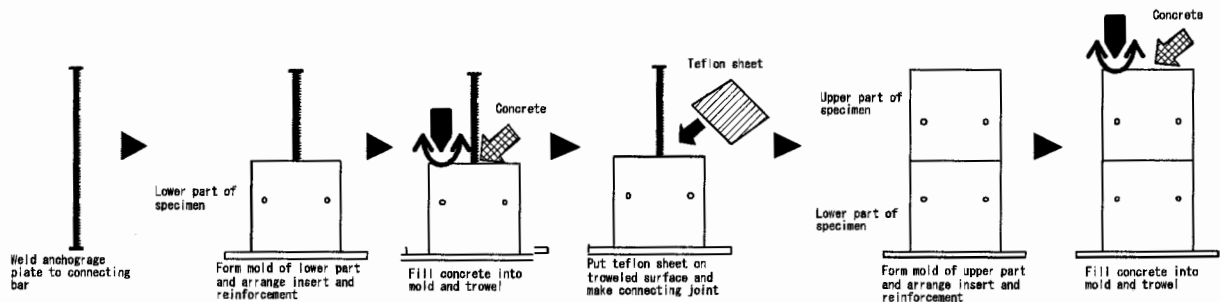 Weld anchograge
plate to connecting
bar
Lower part of
specimen
Form mold of lower part
and arrange insert and
reinforcement
Concrete
Fill concrete into
mold and trowel
Teflon sheet
Put teflon sheet on
troweled surface and
make connecting joint
Upper part of
specimen
Lower part of
specimen
Form mold of upper part
and arrange insert and
reinforcement
Concrete
Fill concrete into
mold and trowel